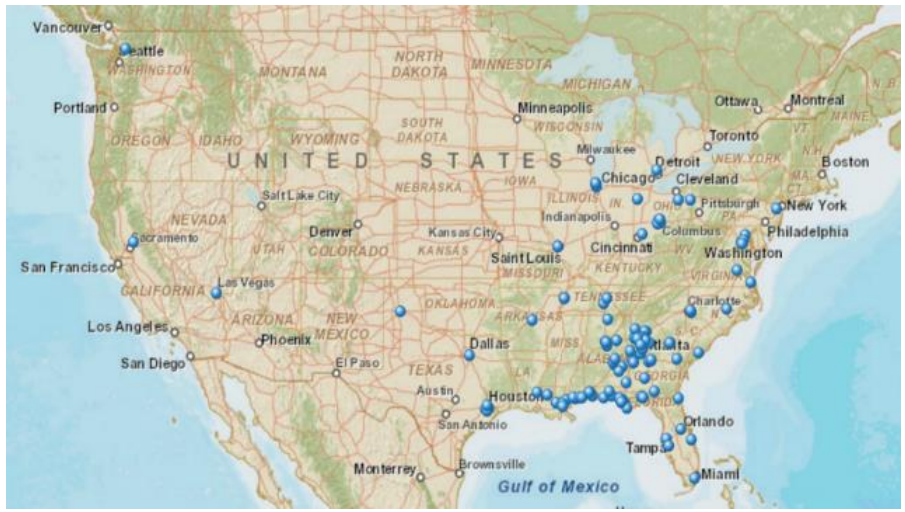 Vancouver
Seattle
WASHINGTON
MONTANA
NORTH
DAKOTA
MINNESOTA
MICHIGAN
Ottawa
Montreal
N. B.
MAINE
Portland
OREGON
IDAHO
WYOMING
SOUTH
DAKOTA
Minneapolis
WISCONSIN
Toronto
VT.
N.H.
UNITED STATES
Milwaukee
Detroit
NEW YORK
Boston
MA.
CT.
Salt Lake City
NEBRASKA
IOWA
Chicago
Cleveland
ILLINOIS
OHIO
Pittsburgh
PA.
New York
NEVADA
Sacramento
UTAH
Denver
COLORADO
Kansas City
KANSAS
Indianapolis
Columbus
Philadelphia
Cincinnati
WV.
Washington
San Francisco
Saint Louis
MISSOURI
KENTUCKY
VIRGINIA
CALIFORNIA
Las Vegas
OKLAHOMA
TENNESSEE
Charlotte
N
Los Angeles
ARIZONA
NEW
MEXICO
ARKANSAS
S. C.
Phoenix
Dallas
MISS
ALABA
Atlanta
San Diego
El Paso
TEXAS
LA.
GEORGIA
Austin
Houston
FLORIDA
San Antonio
Orlando
Tampa
Monterrey
Brownsville
Miami
Gulf of Mexico